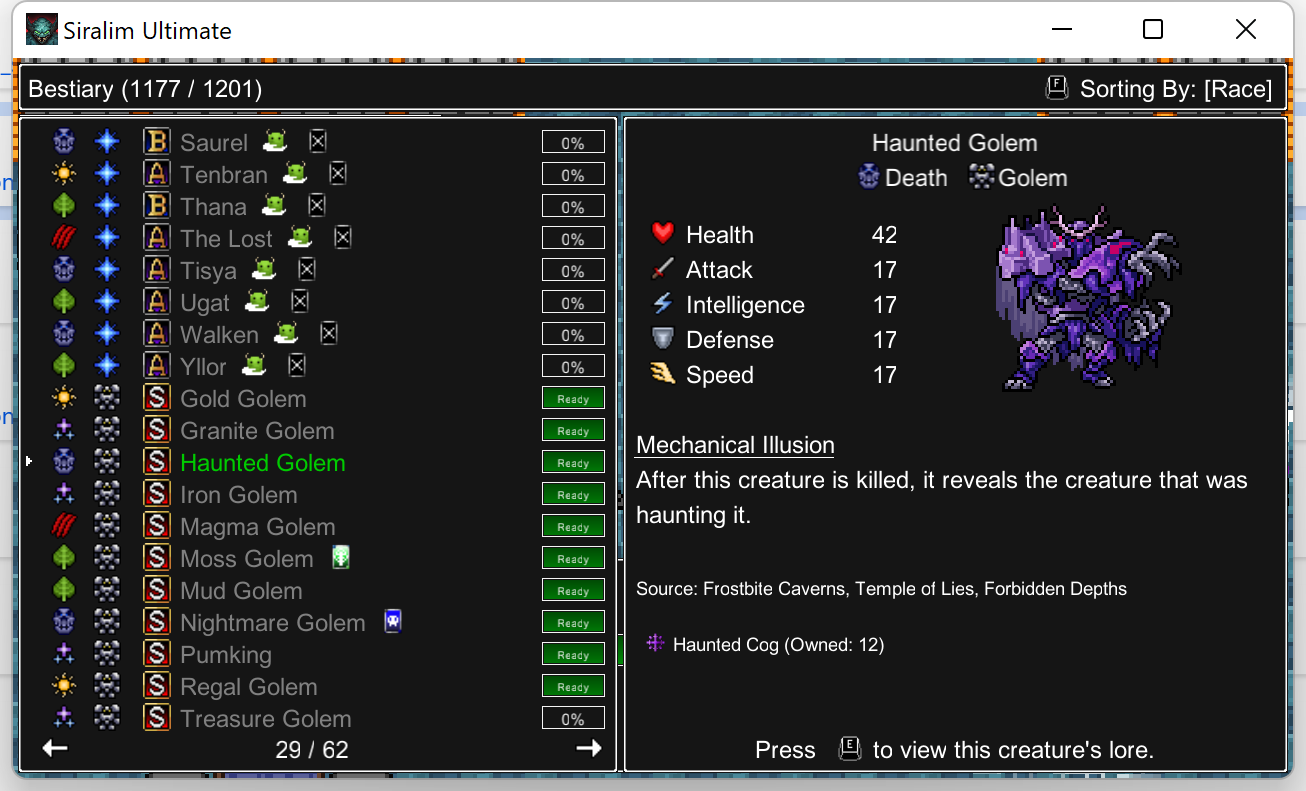 Siralim Ultimate
Bestiary (1177 / 1201)
F Sorting By: [Race]
B Saurel 0%
A Tenbran 0%
B Thana 0%
A The Lost 0%
A Tisya 0%
A Ugat 0%
A Walken 0%
A Yllor 0%
S Gold Golem Ready
S Granite Golem Ready
S Haunted Golem Ready
S Iron Golem Ready
S Magma Golem Ready
S Moss Golem Ready
S Mud Golem Ready
S Nightmare Golem Ready
S Pumking Ready
S Regal Golem Ready
S Treasure Golem 0%
29 / 62
Haunted Golem
Death Golem
Health 42
Attack 17
Intelligence 17
Defense 17
Speed 17
Mechanical Illusion
After this creature is killed, it reveals the creature that was
haunting it.
Source: Frostbite Caverns, Temple of Lies, Forbidden Depths
Haunted Cog (Owned: 12)
Press E to view this creature's lore.